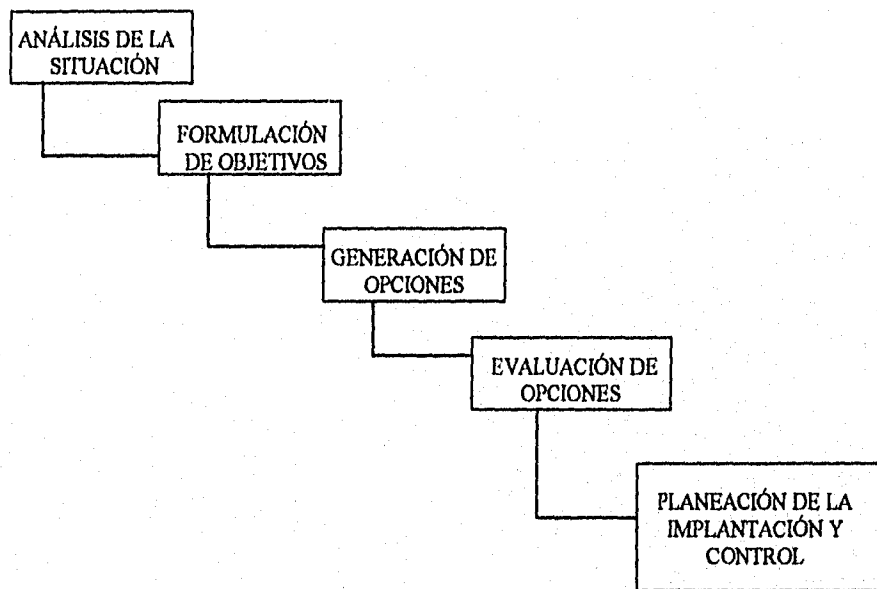 ANÁLISIS DE LA
SITUACIÓN
FORMULACIÓN
DE OBJETIVOS
GENERACIÓN DE
OPCIONES
EVALUACIÓN DE
OPCIONES
PLANEACIÓN DE LA
IMPLANTACIÓN Y
CONTROL